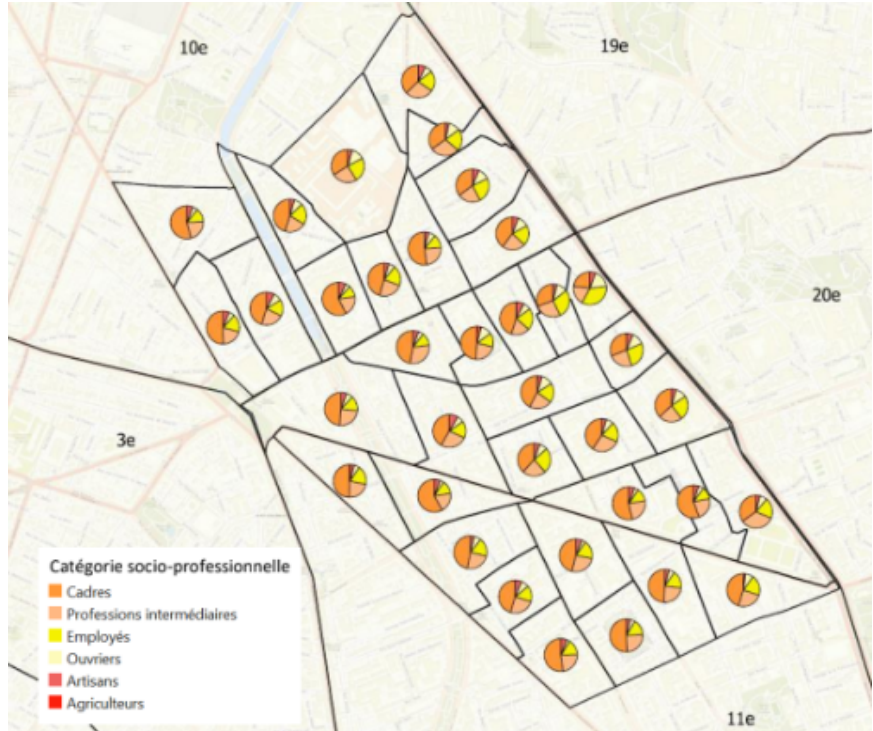 10e
19e
20e
3e
Catégorie socio-professionnelle
Cadres
Professions intermédiaires
Employés
Ouvriers
Artisans
Agriculteurs
11e